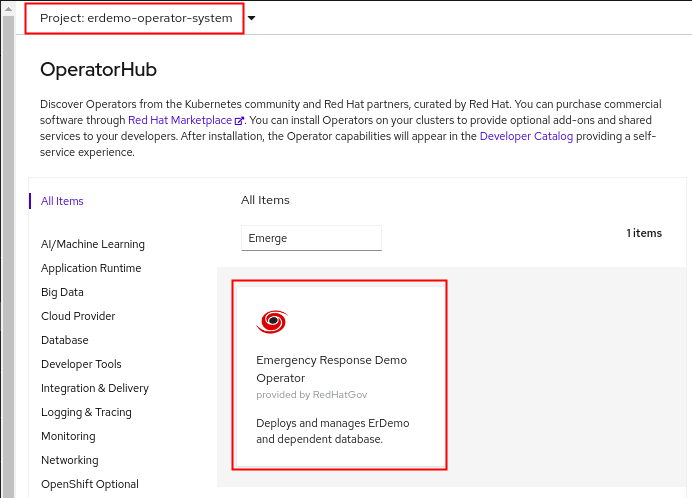 Project: erdemo-operator-system
OperatorHub
Discover Operators from the Kubernetes community and Red Hat partners, curated by Red Hat. You can purchase commercial
software through Red Hat Marketplace. You can install Operators on your clusters to provide optional add-ons and shared
services to your developers. After installation, the Operator capabilities will appear in the Developer Catalog providing a self-
service experience.
All Items
All Items
Emerge
1 items
AI/Machine Learning
Application Runtime
Big Data
Cloud Provider
Database
Developer Tools
Integration & Delivery
Logging & Tracing
Monitoring
Networking
OpenShift Optional
Emergency Response Demo
Operator
provided by RedHatGov
Deploys and manages ErDemo
and dependent database.